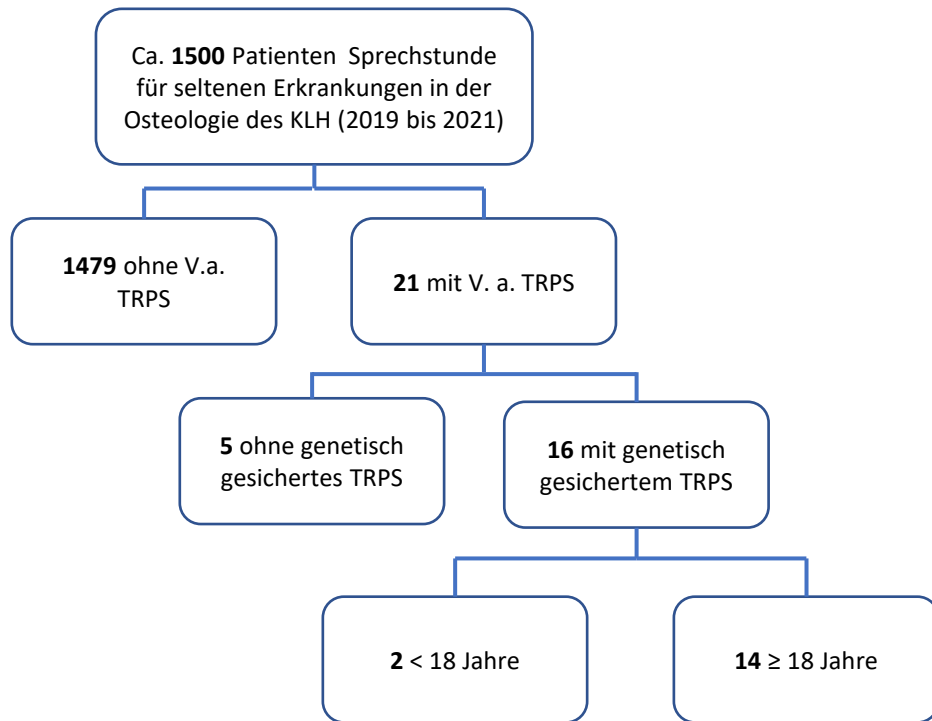 Ca. 1500 Patienten Sprechstunde
für seltenen Erkrankungen in der
Osteologie des KLH (2019 bis 2021)
1479 ohne V.a.
TRPS
21 mit V. a. TRPS
5 ohne genetisch
gesichertes TRPS
16 mit genetisch
gesichertem TRPS
2 < 18 Jahre
14 ≥ 18 Jahre